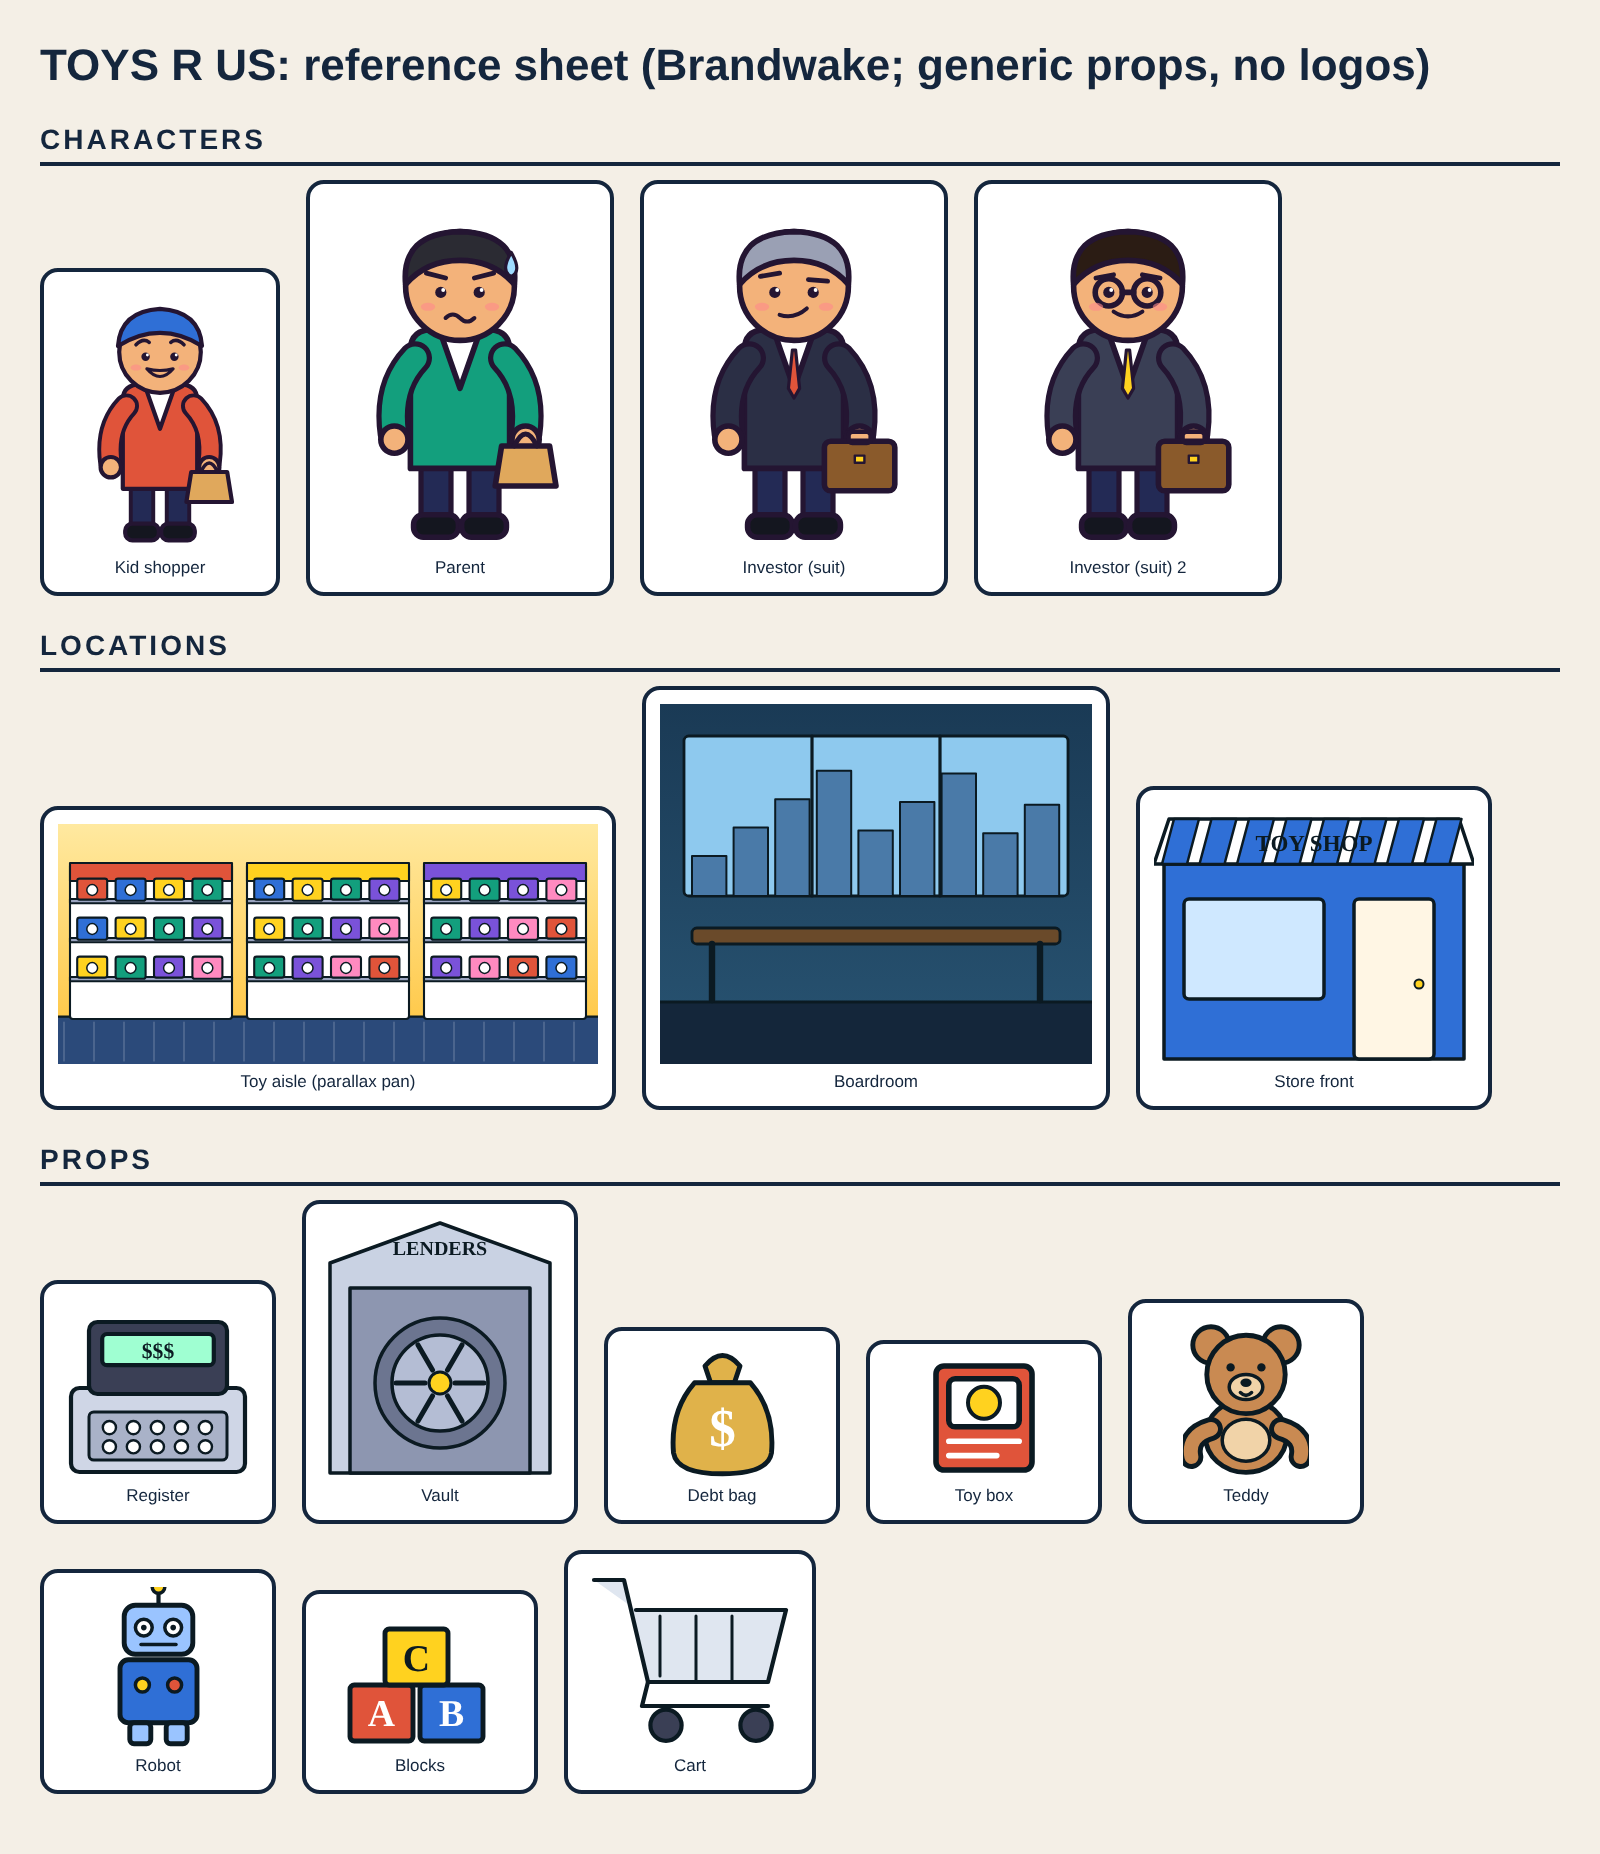 TOYS R US: reference sheet (Brandwake; generic props, no logos)
CHARACTERS
Kid shopper
Parent
Investor (suit)
Investor (suit) 2
LOCATIONS
Toy aisle (parallax pan)
Boardroom
TOY SHOP
Store front
PROPS
$$$
Register
LENDERS
Vault
$
Debt bag
Toy box
Teddy
Robot
C
A B
Blocks
Cart